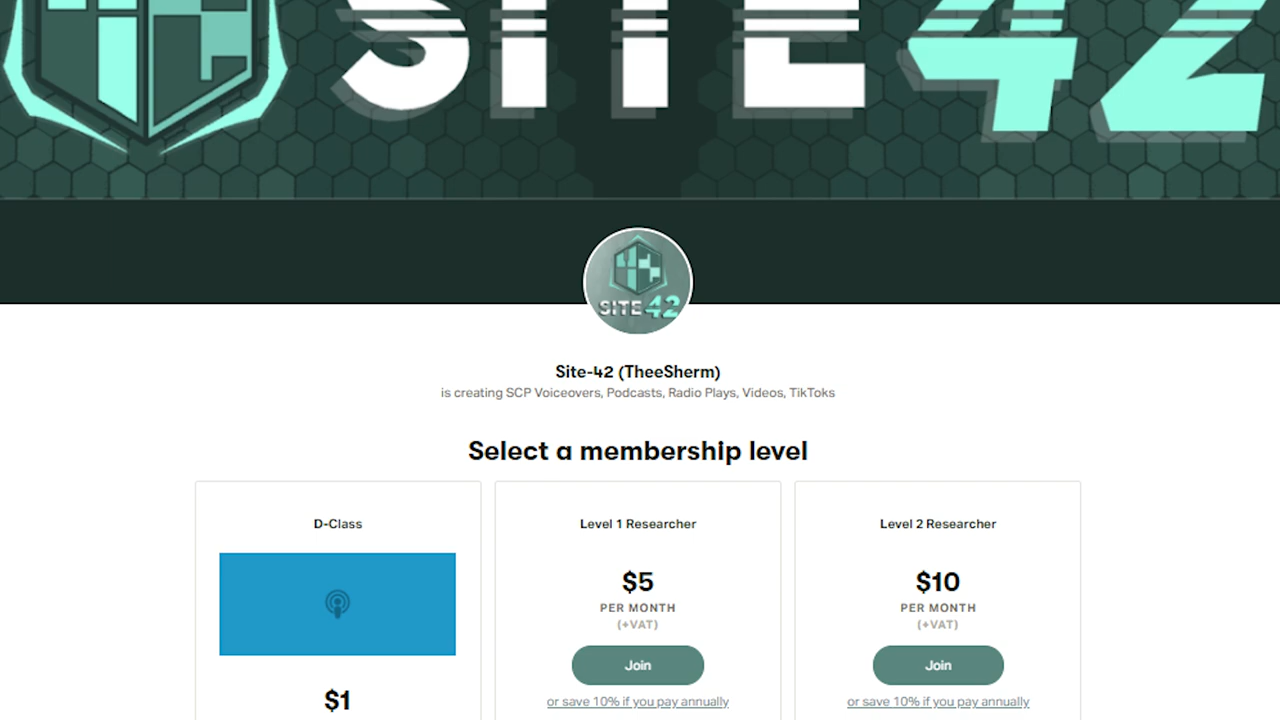 SITE 42
SITE 42
Site-42 (TheeSherm)
is creating SCP Voiceovers, Podcasts, Radio Plays, Videos, TikToks
Select a membership level
D-Class
$1
Level 1 Researcher
$5
PER MONTH
(+VAT)
Join
or save 10% if you pay annually
Level 2 Researcher
$10
PER MONTH
(+VAT)
Join
or save 10% if you pay annually